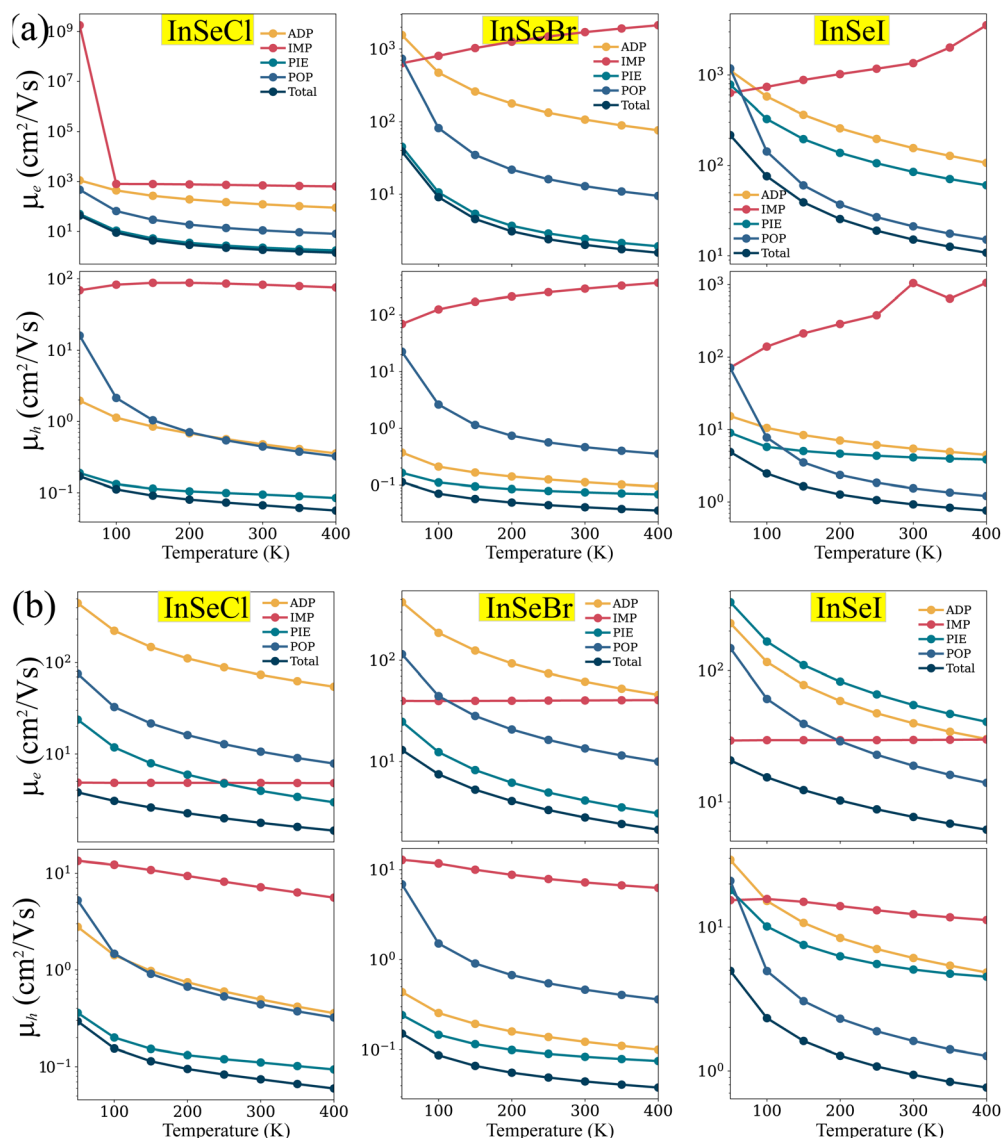 (a)
InSeCl
InSeBr
InSeI
μe (cm²/Vs)
10⁹
10⁷
10⁵
10³
10¹
ADP
IMP
PIE
POP
Total
10³
10²
10¹
ADP
IMP
PIE
POP
Total
10³
10²
10¹
ADP
IMP
PIE
POP
Total
μh (cm²/Vs)
10²
10¹
10⁰
10⁻¹
100 200 300 400
Temperature (K)
10²
10¹
10⁰
10⁻¹
100 200 300 400
Temperature (K)
10³
10²
10¹
10⁰
100 200 300 400
Temperature (K)
(b)
InSeCl
InSeBr
InSeI
μe (cm²/Vs)
10²
10¹
ADP
IMP
PIE
POP
Total
10²
10¹
ADP
IMP
PIE
POP
Total
10²
10¹
ADP
IMP
PIE
POP
Total
μh (cm²/Vs)
10¹
10⁰
10⁻¹
100 200 300 400
Temperature (K)
10¹
10⁰
10⁻¹
100 200 300 400
Temperature (K)
10¹
10⁰
100 200 300 400
Temperature (K)